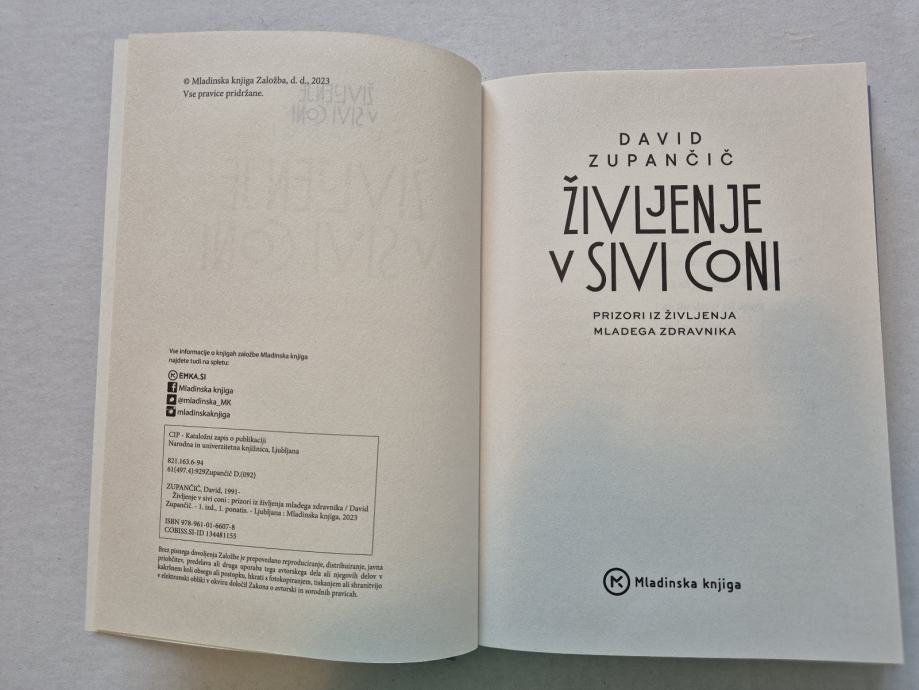 © Mladinska knjiga Založba, d. d., 2023
Vse pravice pridržane.
Vse informacije o knjigah založbe Mladinska knjiga
najdete tudi na spletu:
EMKA.SI
Mladinska knjiga
@mladinska_MK
mladinskaknjiga
CIP - Kataložni zapis o publikaciji
Narodna in univerzitetna knjižnica, Ljubljana
821.163.6-94
61(497.4):929Zupančič D.(092)
ZUPANČIČ, David, 1991-
Življenje v sivi coni : prizori iz življenja mladega zdravnika / David
Zupančič. - 1. izd., 1. ponatis. - Ljubljana : Mladinska knjiga, 2023
ISBN 978-961-01-6607-8
COBISS.SI-ID 134481155
Brez pisnega dovoljenja Založbe je prepovedano reproduciranje, distribuiranje, javna
priobčitev, predelava ali druga uporaba tega avtorskega dela ali njegovih delov v
kakršnem koli obsegu ali postopku, hkrati s fotokopiranjem, tiskanjem ali shranitvijo
v elektronski obliki v okviru določil Zakona o avtorski in sorodnih pravicah.
DAVID
ZUPANČIČ
ŽIVLJENJE
V SIVI CONI
PRIZORI IZ ŽIVLJENJA
MLADEGA ZDRAVNIKA
Mladinska knjiga